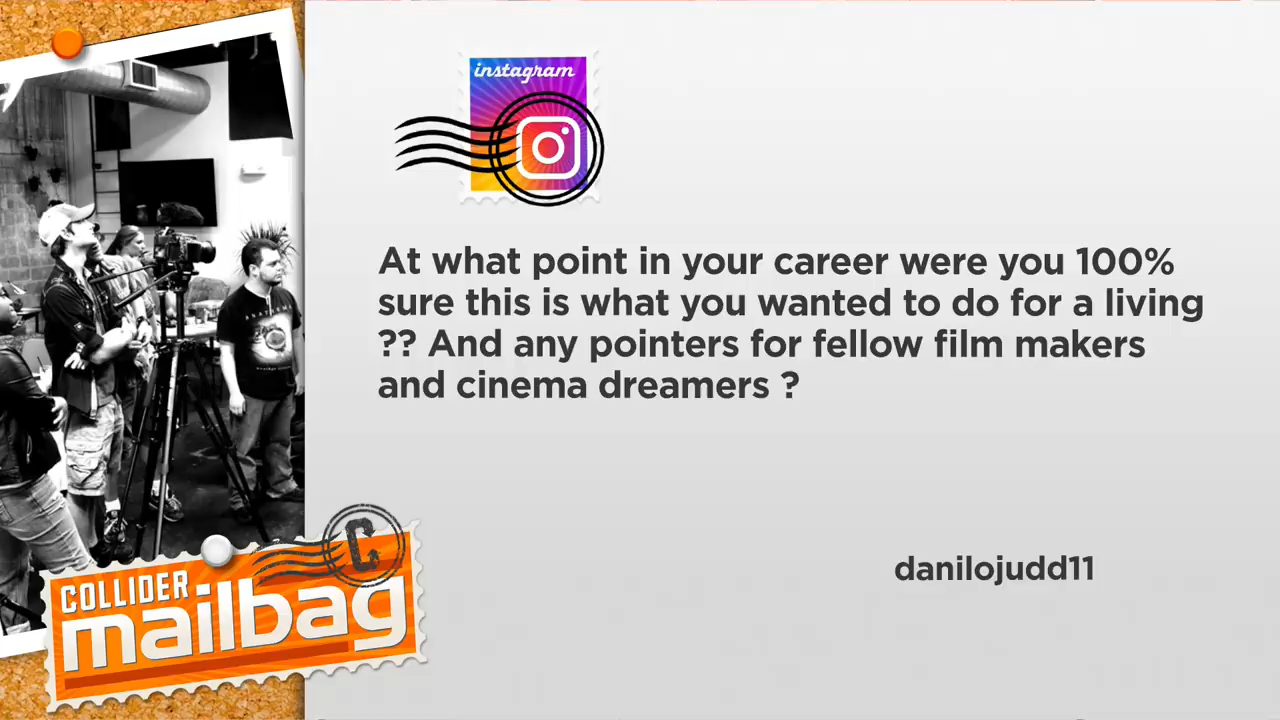 instagram
At what point in your career were you 100%
sure this is what you wanted to do for a living
?? And any pointers for fellow film makers
and cinema dreamers ?
danilojudd11
COLLIDER
mailbag